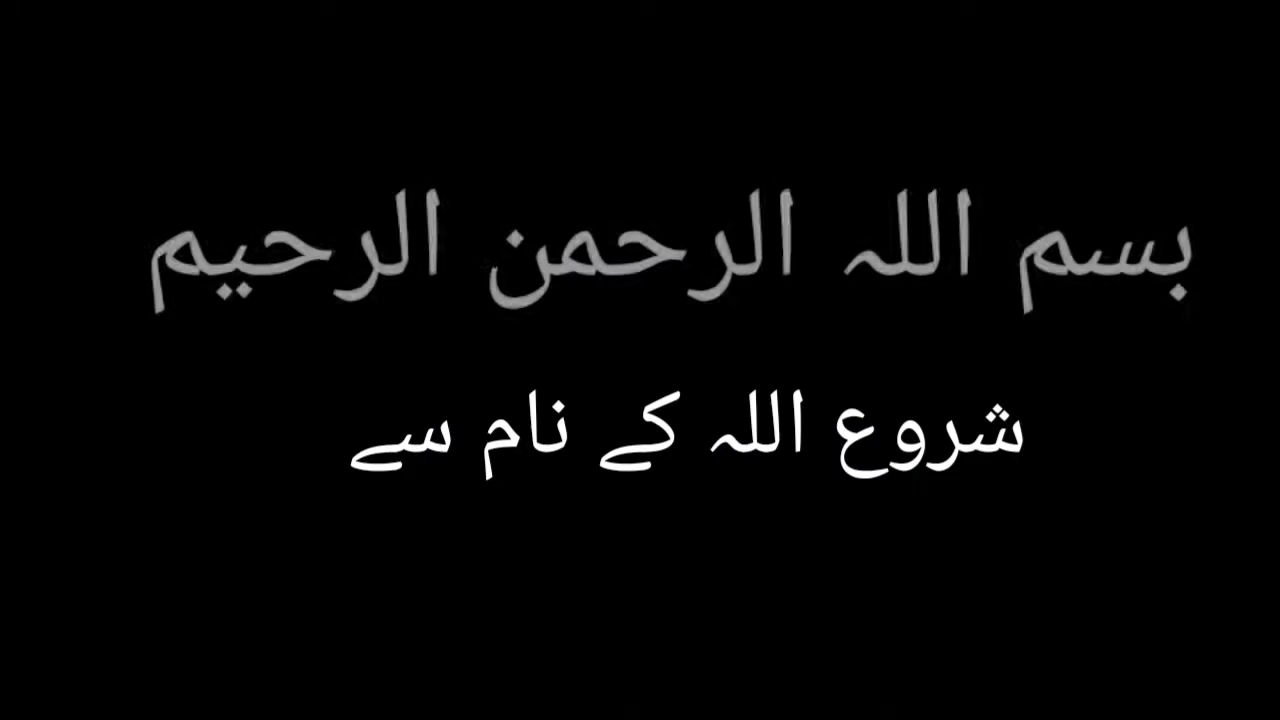 بسم اللہ الرحمن الرحیم
شروع اللہ کے نام سے